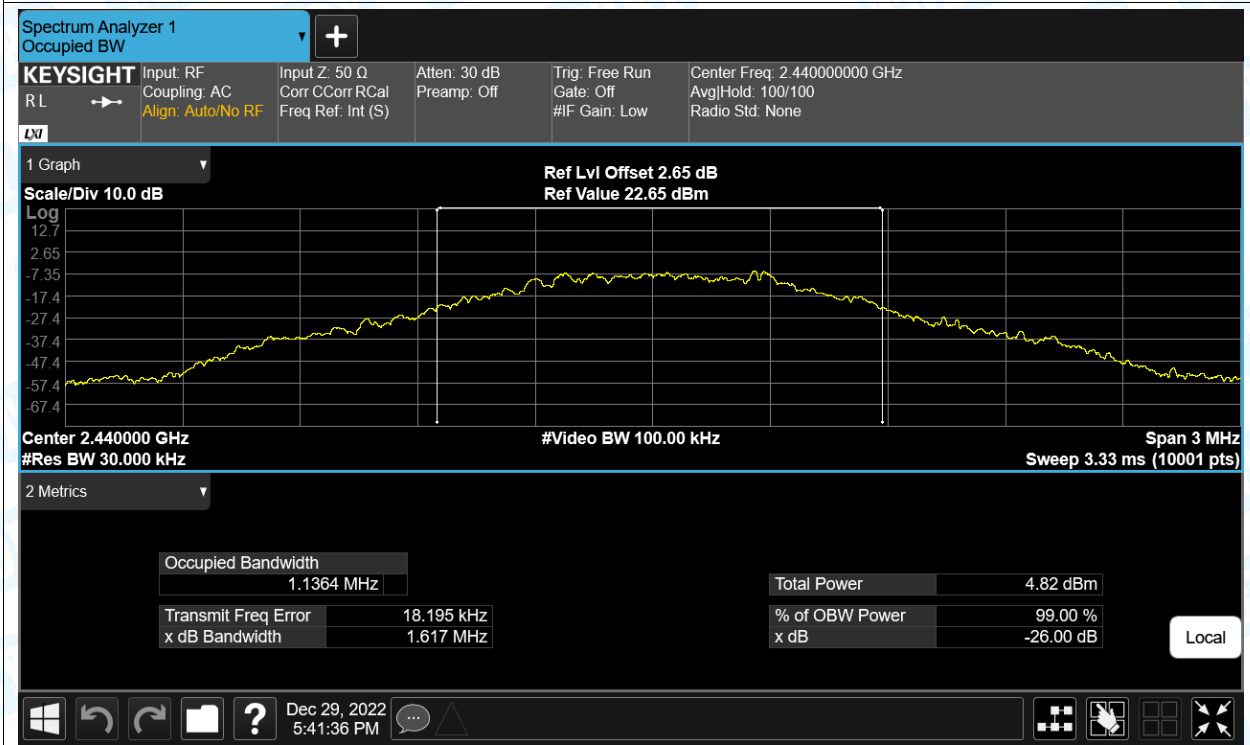 Spectrum Analyzer 1
Occupied BW
KEYSIGHT
R L
LXI
Input: RF
Coupling: AC
Align: Auto/No RF
Input Z: 50 Ω
Corr CCorr RCal
Freq Ref: Int (S)
Atten: 30 dB
Preamp: Off
Trig: Free Run
Gate: Off
#IF Gain: Low
Center Freq: 2.440000000 GHz
Avg|Hold: 100/100
Radio Std: None
1 Graph
Scale/Div 10.0 dB
Ref Lvl Offset 2.65 dB
Ref Value 22.65 dBm
Log
12.7
2.65
-7.35
-17.4
-27.4
-37.4
-47.4
-57.4
-67.4
Center 2.440000 GHz
#Video BW 100.00 kHz
Span 3 MHz
#Res BW 30.000 kHz
Sweep 3.33 ms (10001 pts)
2 Metrics
Occupied Bandwidth
1.1364 MHz
Total Power 4.82 dBm
Transmit Freq Error 18.195 kHz
% of OBW Power 99.00 %
x dB Bandwidth 1.617 MHz
x dB -26.00 dB
Local
?
Dec 29, 2022
5:41:36 PM